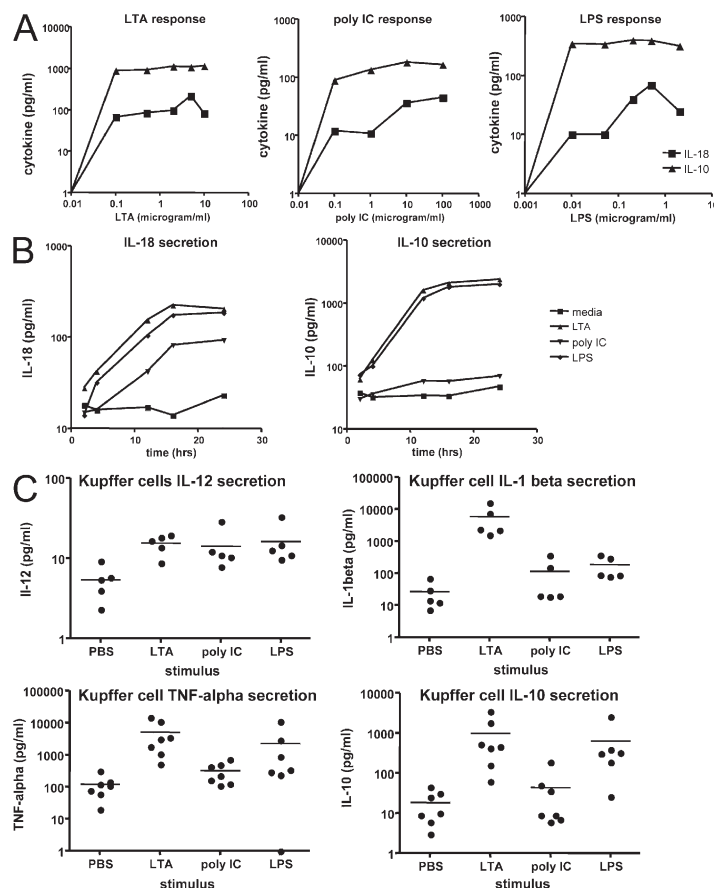 A
LTA response
cytokine (pg/ml)
10000
1000
100
10
1
0.01 0.1 1 10 100
LTA (microgram/ml)
poly IC response
cytokine (pg/ml)
1000
100
10
1
0.01 0.1 1 10 100 1000
poly IC (microgram/ml)
LPS response
cytokine (pg/ml)
1000
100
10
1
0.001 0.01 0.1 1 10
LPS (microgram/ml)
IL-18
IL-10
B
IL-18 secretion
IL-18 (pg/ml)
1000
100
10
0 10 20 30
time (hrs)
IL-10 secretion
IL-10 (pg/ml)
10000
1000
100
10
0 10 20 30
time (hrs)
media
LTA
poly IC
LPS
C
Kupffer cells IL-12 secretion
Il-12 (pg/ml)
100
10
1
PBS LTA poly IC LPS
stimulus
Kupffer cell IL-1 beta secretion
IL-1beta (pg/ml)
100000
10000
1000
100
10
1
PBS LTA poly IC LPS
stimulus
Kupffer cell TNF-alpha secretion
TNF-alpha (pg/ml)
100000
10000
1000
100
10
1
PBS LTA poly IC LPS
stimulus
Kupffer cell IL-10 secretion
IL-10 (pg/ml)
10000
1000
100
10
1
PBS LTA poly IC LPS
stimulus